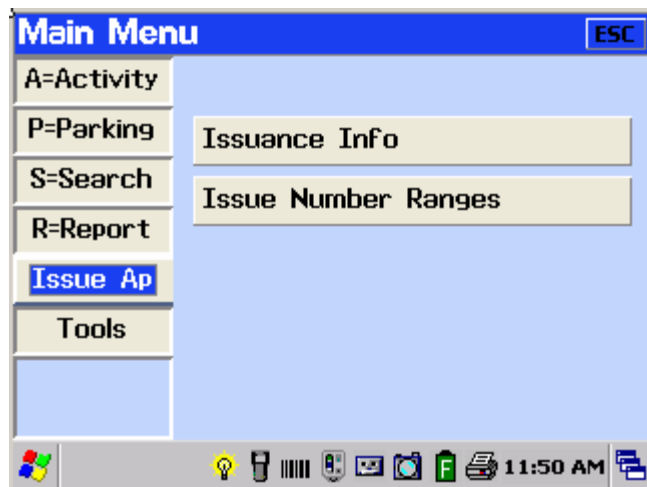 Main Menu
ESC
A=Activity
P=Parking
S=Search
R=Report
Issue Ap
Tools
Issuance Info
Issue Number Ranges
F
11:50 AM